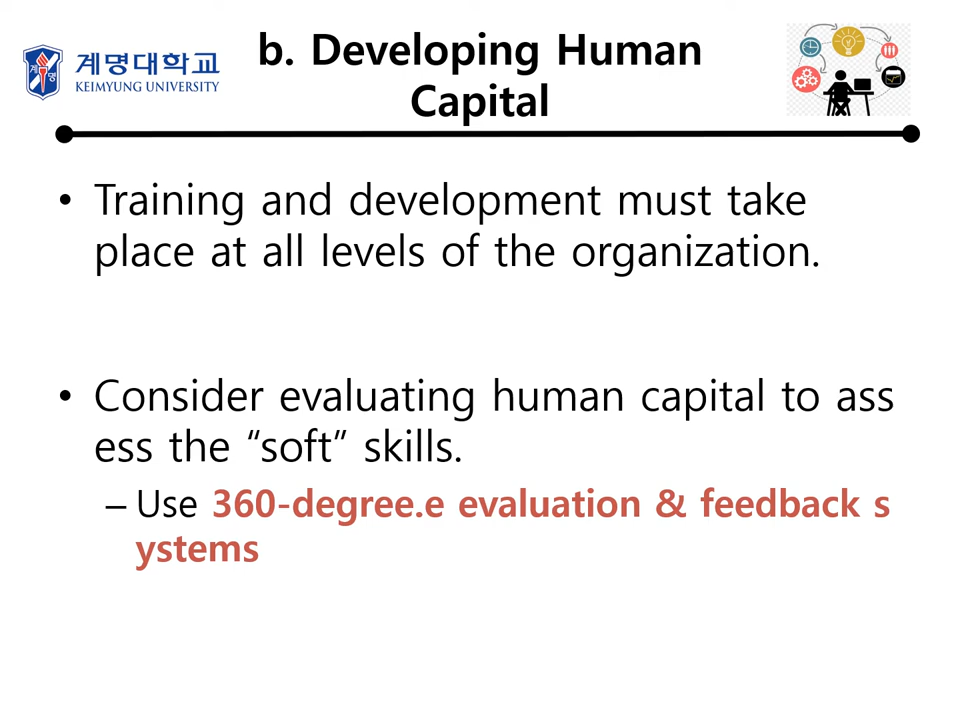 b. Developing Human
Capital
계명
계명대학교
KEIMYUNG UNIVERSITY
• Training and development must take
place at all levels of the organization.
• Consider evaluating human capital to ass
ess the “soft” skills.
– Use 360-degree.e evaluation & feedback s
ystems